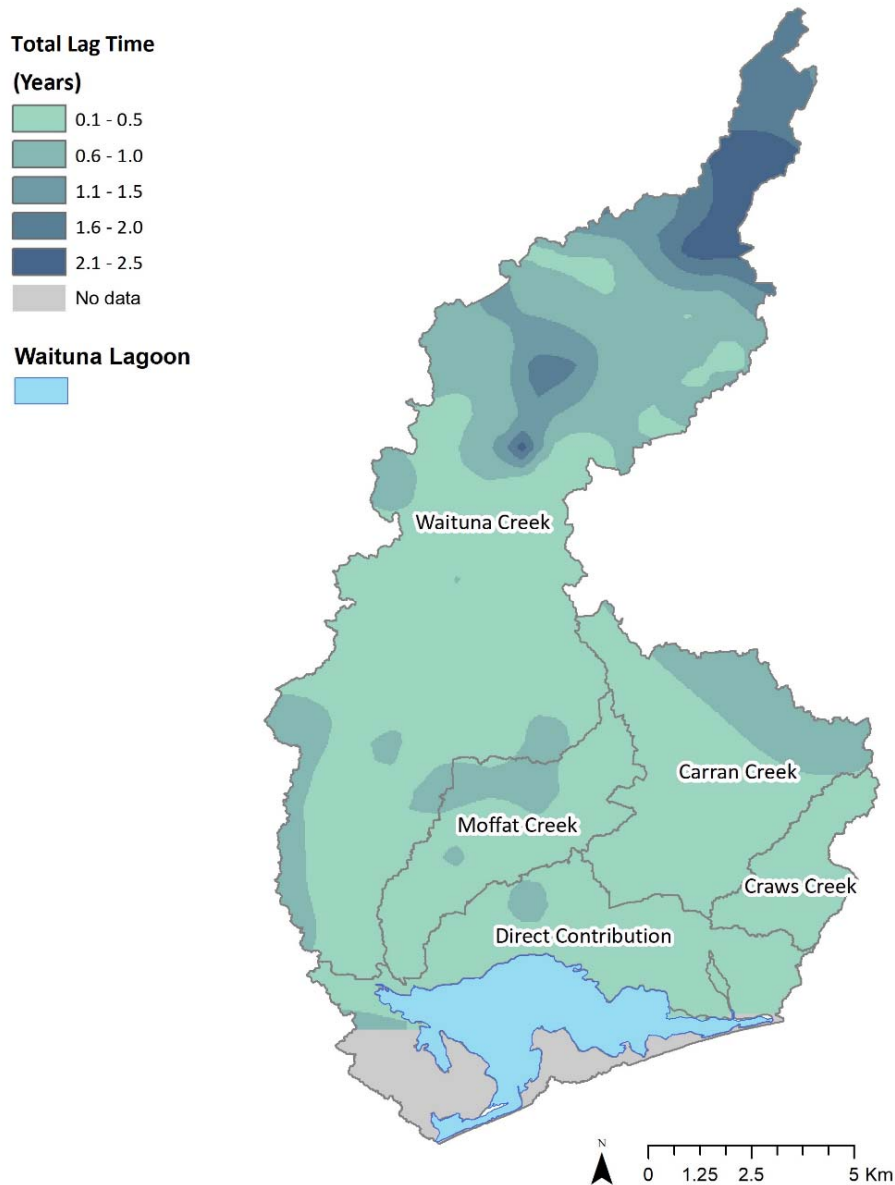 Total Lag Time
(Years)
0.1 - 0.5
0.6 - 1.0
1.1 - 1.5
1.6 - 2.0
2.1 - 2.5
No data
Waituna Lagoon
Waituna Creek
Carran Creek
Moffat Creek
Craws Creek
Direct Contribution
N
0 1.25 2.5 5 Km